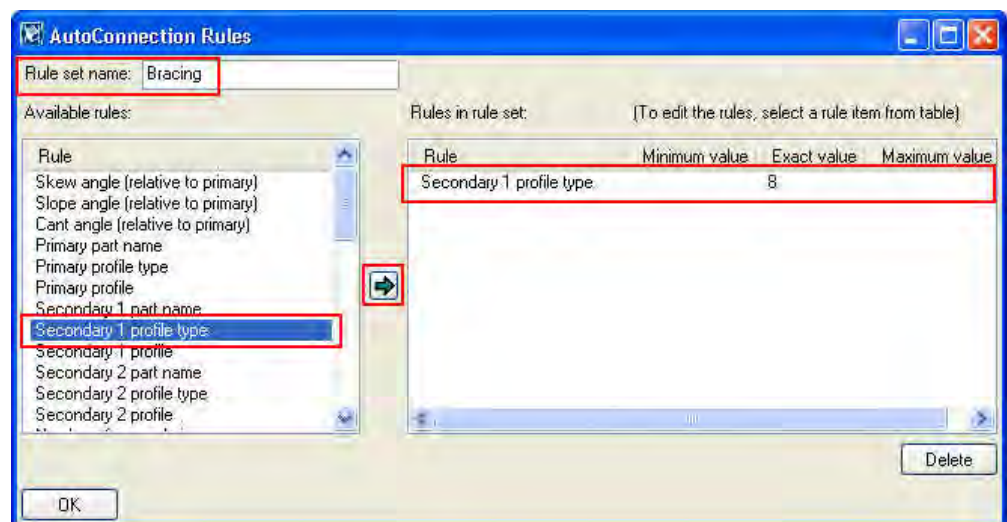 AutoConnection Rules
Rule set name: Bracing
Available rules:
Rules in rule set: (To edit the rules, select a rule item from table)
Rule
Skew angle (relative to primary)
Slope angle (relative to primary)
Cant angle (relative to primary)
Primary part name
Primary profile type
Primary profile
Secondary 1 part name
Secondary 1 profile type
Secondary 1 profile
Secondary 2 part name
Secondary 2 profile type
Secondary 2 profile
Rule Minimum value Exact value Maximum value
Secondary 1 profile type 8
Delete
OK